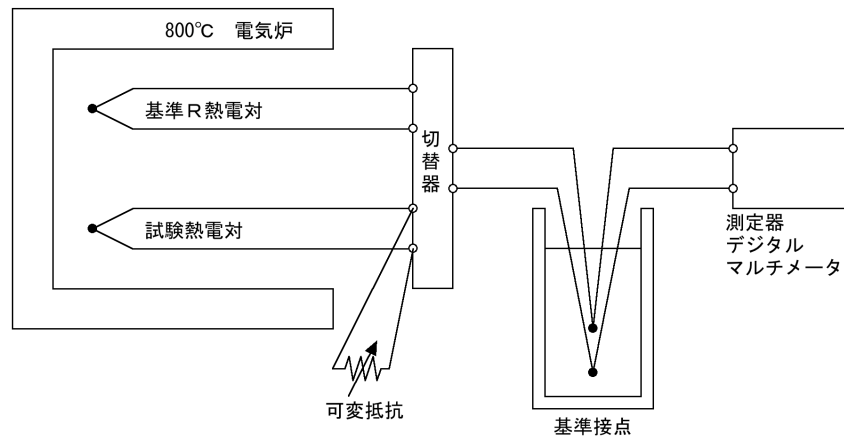 800℃ 電気炉
基準R熱電対
切
替
器
試験熱電対
測定器
デジタル
マルチメータ
可変抵抗
基準接点